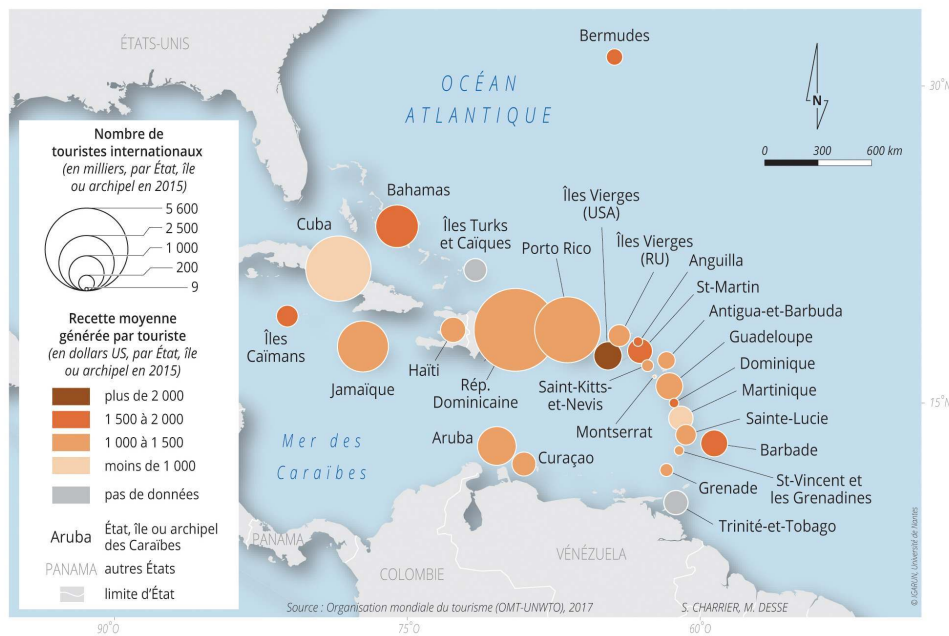 ÉTATS-UNIS
Bermudes
OCÉAN
ATLANTIQUE
30°N
N
0 300 600 km
Nombre de
touristes internationaux
(en milliers, par État, île
ou archipel en 2015)
5 600
2 500
1 000
200
9
Recette moyenne
générée par touriste
(en dollars US, par État, île
ou archipel en 2015)
plus de 2 000
1 500 à 2 000
1 000 à 1 500
moins de 1 000
pas de données
Aruba
État, île ou archipel
des Caraïbes
PANAMA
autres États
limite d'État
Bahamas
Cuba
Îles Turks
et Caïques
Îles Vierges
(USA)
Porto Rico
Îles Vierges
(RU)
Anguilla
St-Martin
Antigua-et-Barbuda
Guadeloupe
Dominique
Martinique
Sainte-Lucie
Barbade
St-Vincent et
les Grenadines
Grenade
Trinité-et-Tobago
Îles
Caïmans
Jamaïque
Haïti
Rép.
Dominicaine
Saint-Kitts-
et-Nevis
Montserrat
15°N
Mer des
Caraïbes
Aruba
Curaçao
PANAMA
COLOMBIE
VÉNÉZUELA
Source : Organisation mondiale du tourisme (OMT-UNWTO), 2017
S. CHARRIER, M. DESSE
© IGARUN, Université de Nantes
90°O
75°O
60°O